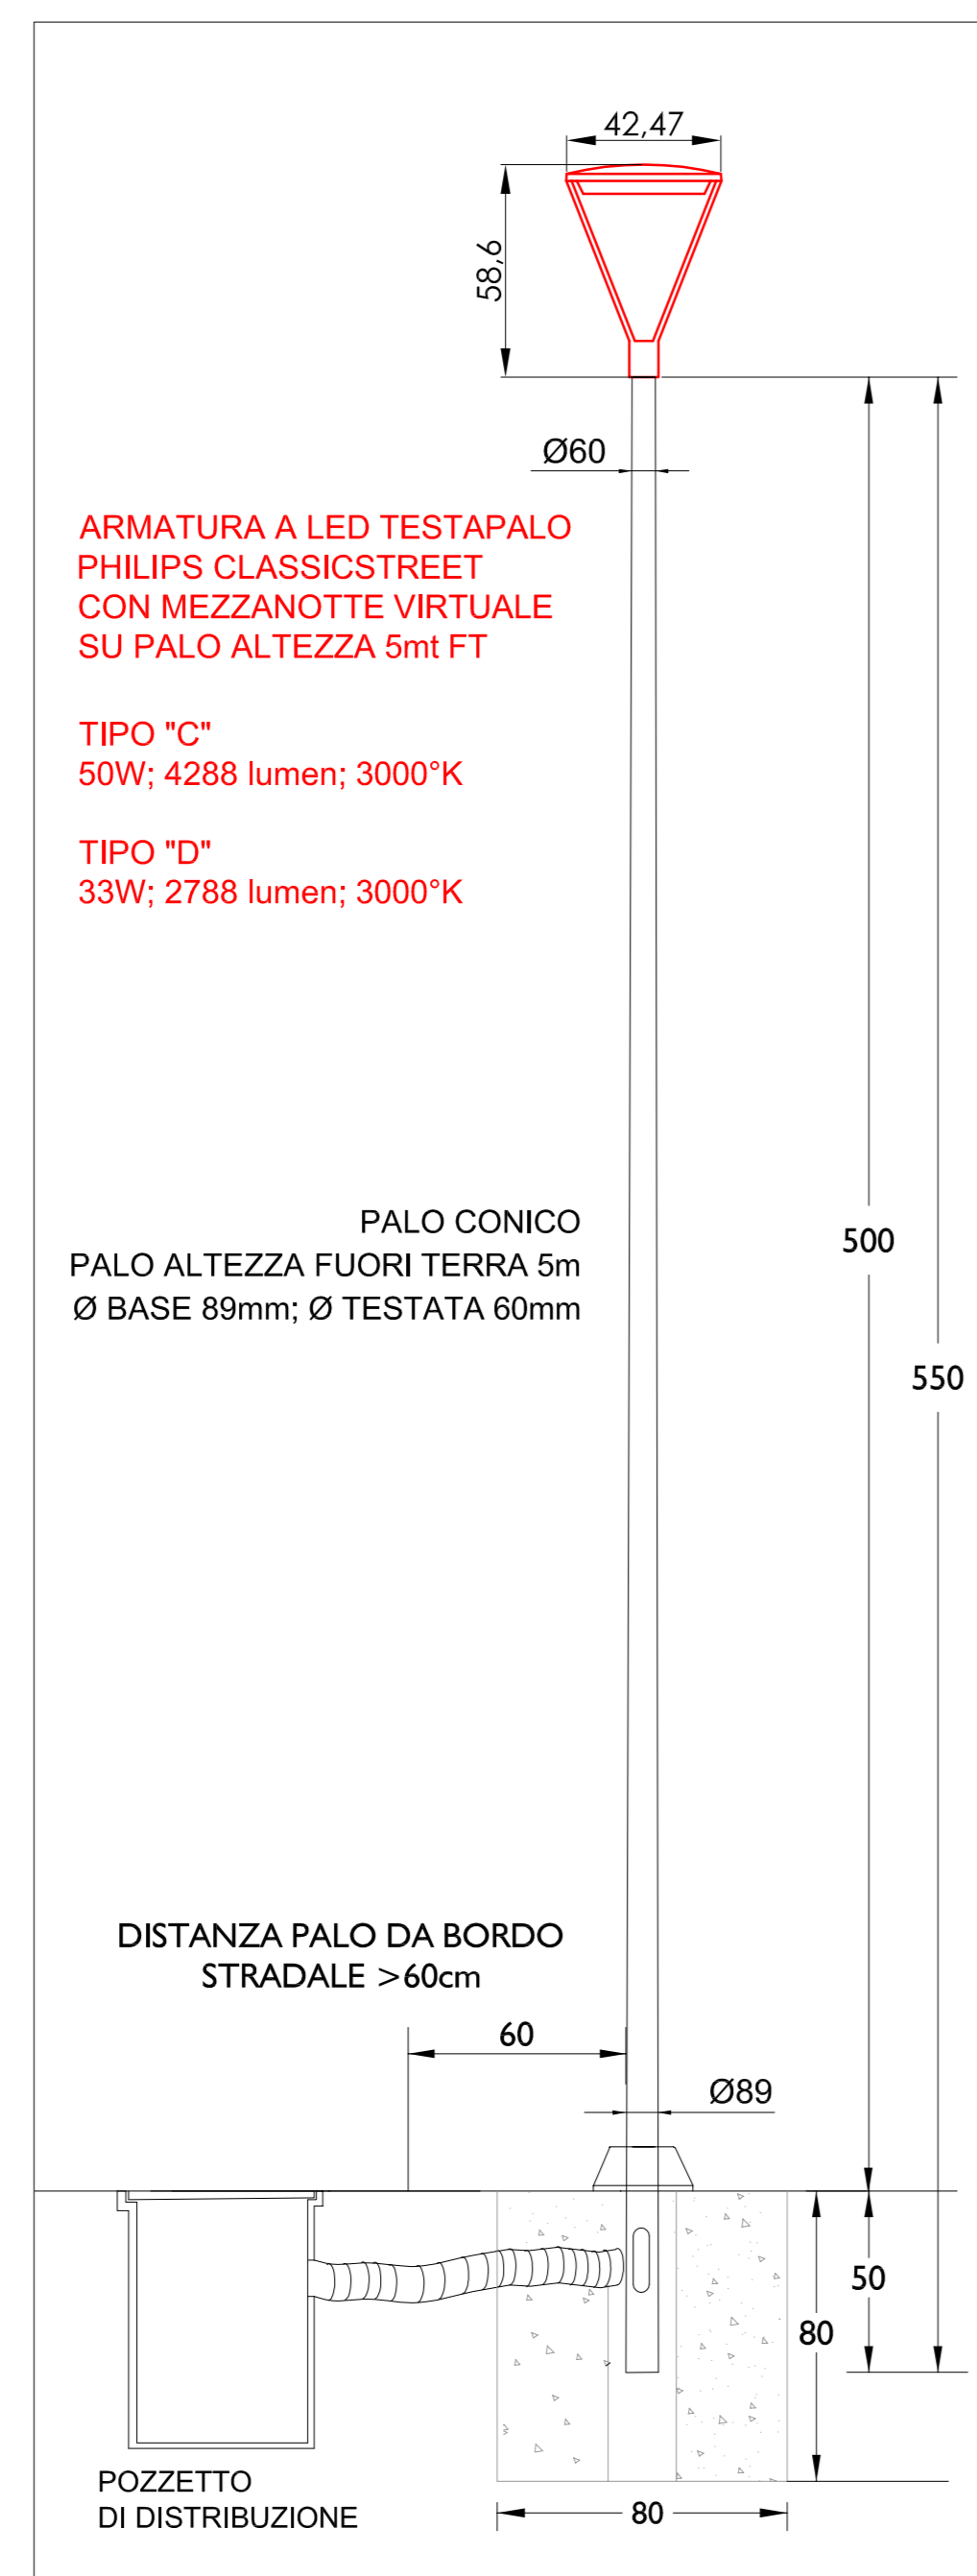 42,47
58,6
Ø60
ARMATURA A LED TESTAPALO
PHILIPS CLASSICSTREET
CON MEZZANOTTE VIRTUALE
SU PALO ALTEZZA 5mt FT
TIPO "C"
50W; 4288 lumen; 3000°K
TIPO "D"
33W; 2788 lumen; 3000°K
PALO CONICO
PALO ALTEZZA FUORI TERRA 5m
Ø BASE 89mm; Ø TESTATA 60mm
500
550
DISTANZA PALO DA BORDO
STRADALE >60cm
60
Ø89
50
80
POZZETTO
DI DISTRIBUZIONE
80